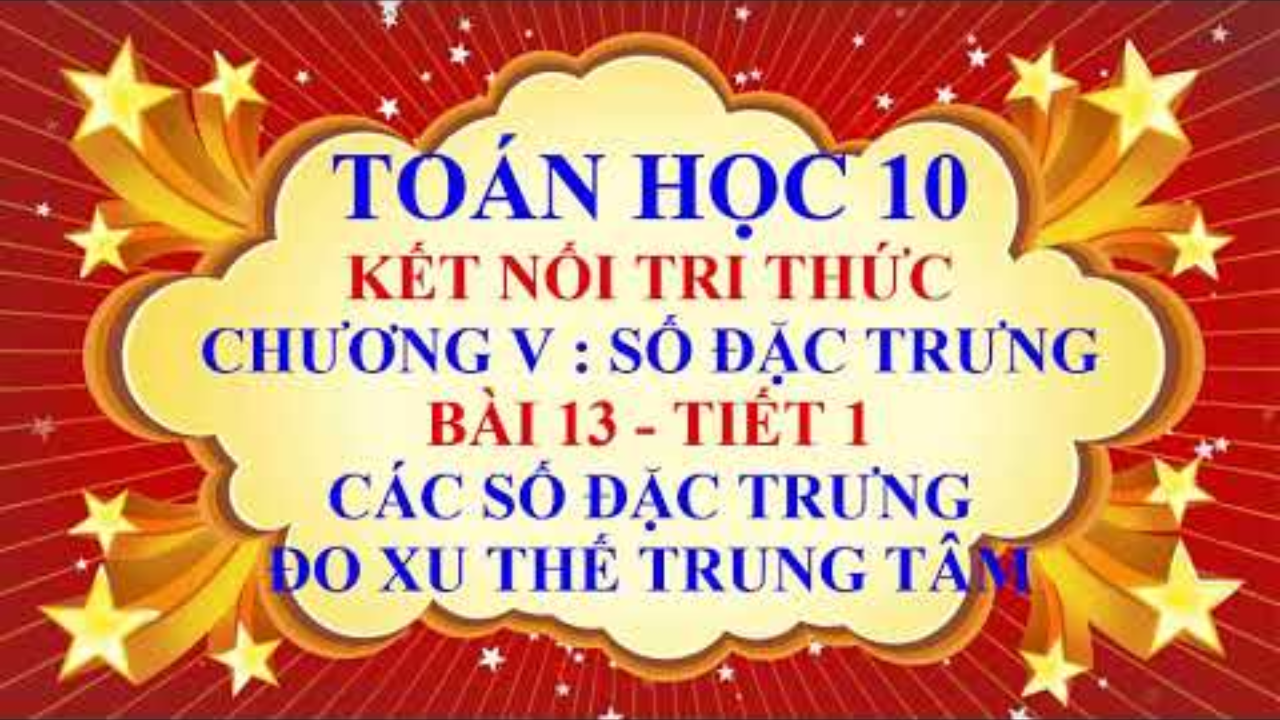 TOÁN HỌC 10
KẾT NỐI TRI THỨC
CHƯƠNG V : SỐ ĐẶC TRƯNG
BÀI 13 - TIẾT 1
CÁC SỐ ĐẶC TRƯNG
ĐO XU THẾ TRUNG TÂM